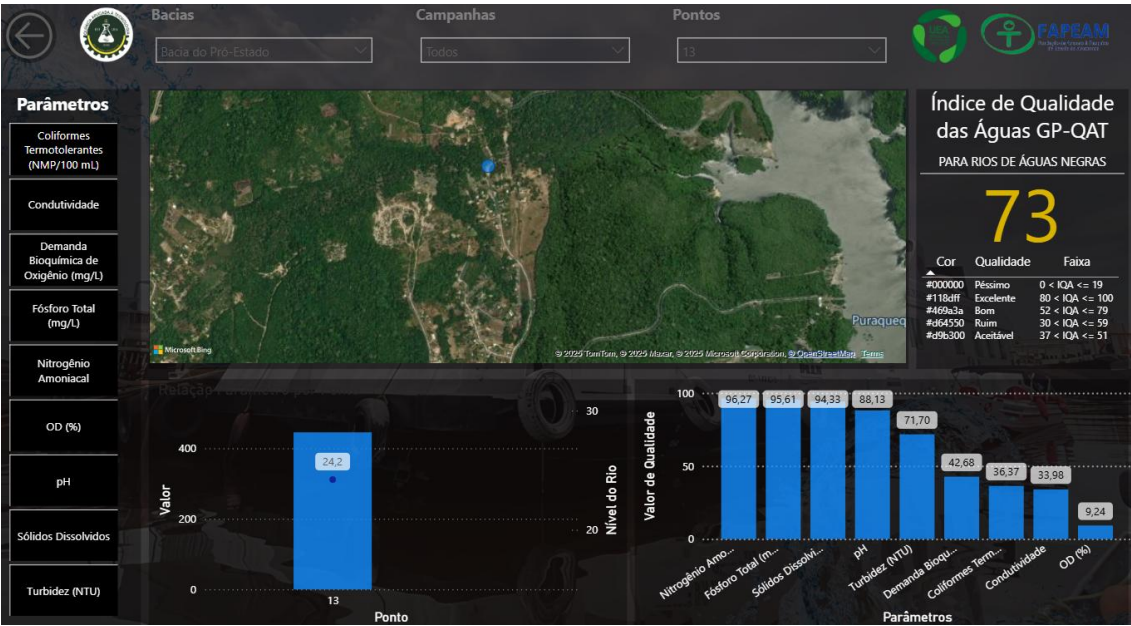 Bacias
Campanhas
Pontos
Bacia do Pró-Estado
Todos
13
UEA
FAPEAM
Parâmetros
Coliformes
Termotolerantes
(NMP/100 mL)
Condutividade
Demanda
Bioquímica de
Oxigênio (mg/L)
Fósforo Total
(mg/L)
Nitrogênio
Amoniacal
OD (%)
pH
Sólidos Dissolvidos
Turbidez (NTU)
Puraqueq
Microsoft Bing
© 2025 TomTom, © 2025 Maxar, © 2025 Microsoft Corporation, © OpenStreetMap Terms
Índice de Qualidade
das Águas GP-QAT
PARA RIOS DE ÁGUAS NEGRAS
73
Cor Qualidade Faixa
#000000 Péssimo 0 < IQA <= 19
#118dff Excelente 80 < IQA <= 100
#469a3a Bom 52 < IQA <= 79
#d64550 Ruim 30 < IQA <= 59
#d9b300 Aceitável 37 < IQA <= 51
Relação
400
200
0
Valor
24,2
30
20
Nível do Rio
13
Ponto
100
50
0
Valor de Qualidade
96,27
95,61
94,33
88,13
71,70
42,68
36,37
33,98
9,24
Nitrogênio Amo...
Fósforo Total (m...
Sólidos Dissolvi...
pH
Turbidez (NTU)
Demanda Bioqu...
Coliformes Term...
Condutividade
OD (%)
Parâmetros